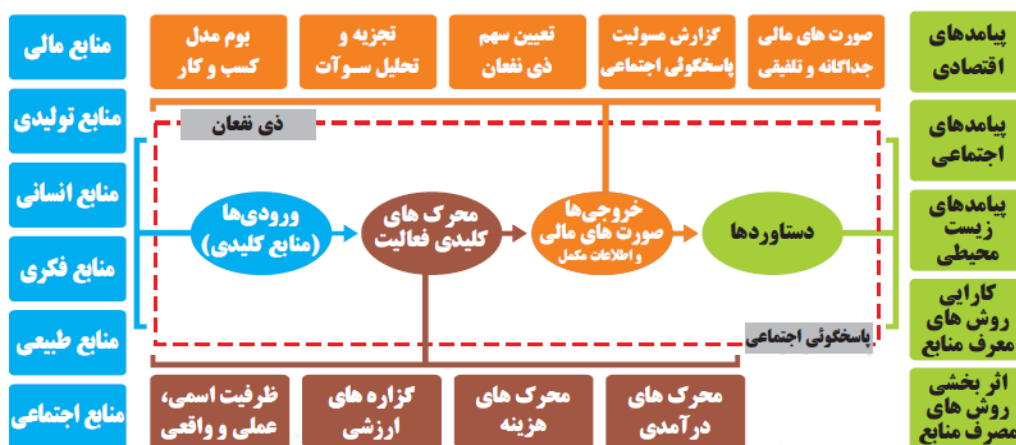 منابع مالی
منابع تولیدی
منابع انسانی
منابع فکری
منابع طبیعی
منابع اجتماعی
بوم مدل
کسب و کار
تجزیه و
تحلیل سوآت
تعیین سهم
ذی نفعان
گزارش مسولیت
پاسخگوئی اجتماعی
صورت های مالی
جداگانه و تلفیقی
ذی نفعان
ورودی‌ها
(منابع کلیدی)
محرک های
کلیدی فعالیت
خروجی‌ها
صورت های مالی
و اطلاعات مکمل
دستاوردها
پاسخگوئی اجتماعی
ظرفیت اسمی،
عملی و واقعی
گزاره های
ارزشی
محرک های
هزینه
محرک های
درآمدی
پیامدهای
اقتصادی
پیامدهای
اجتماعی
پیامدهای
زیست
محیطی
کارایی
روش های
معرف منابع
اثر بخشی
روش های
مصرف منابع